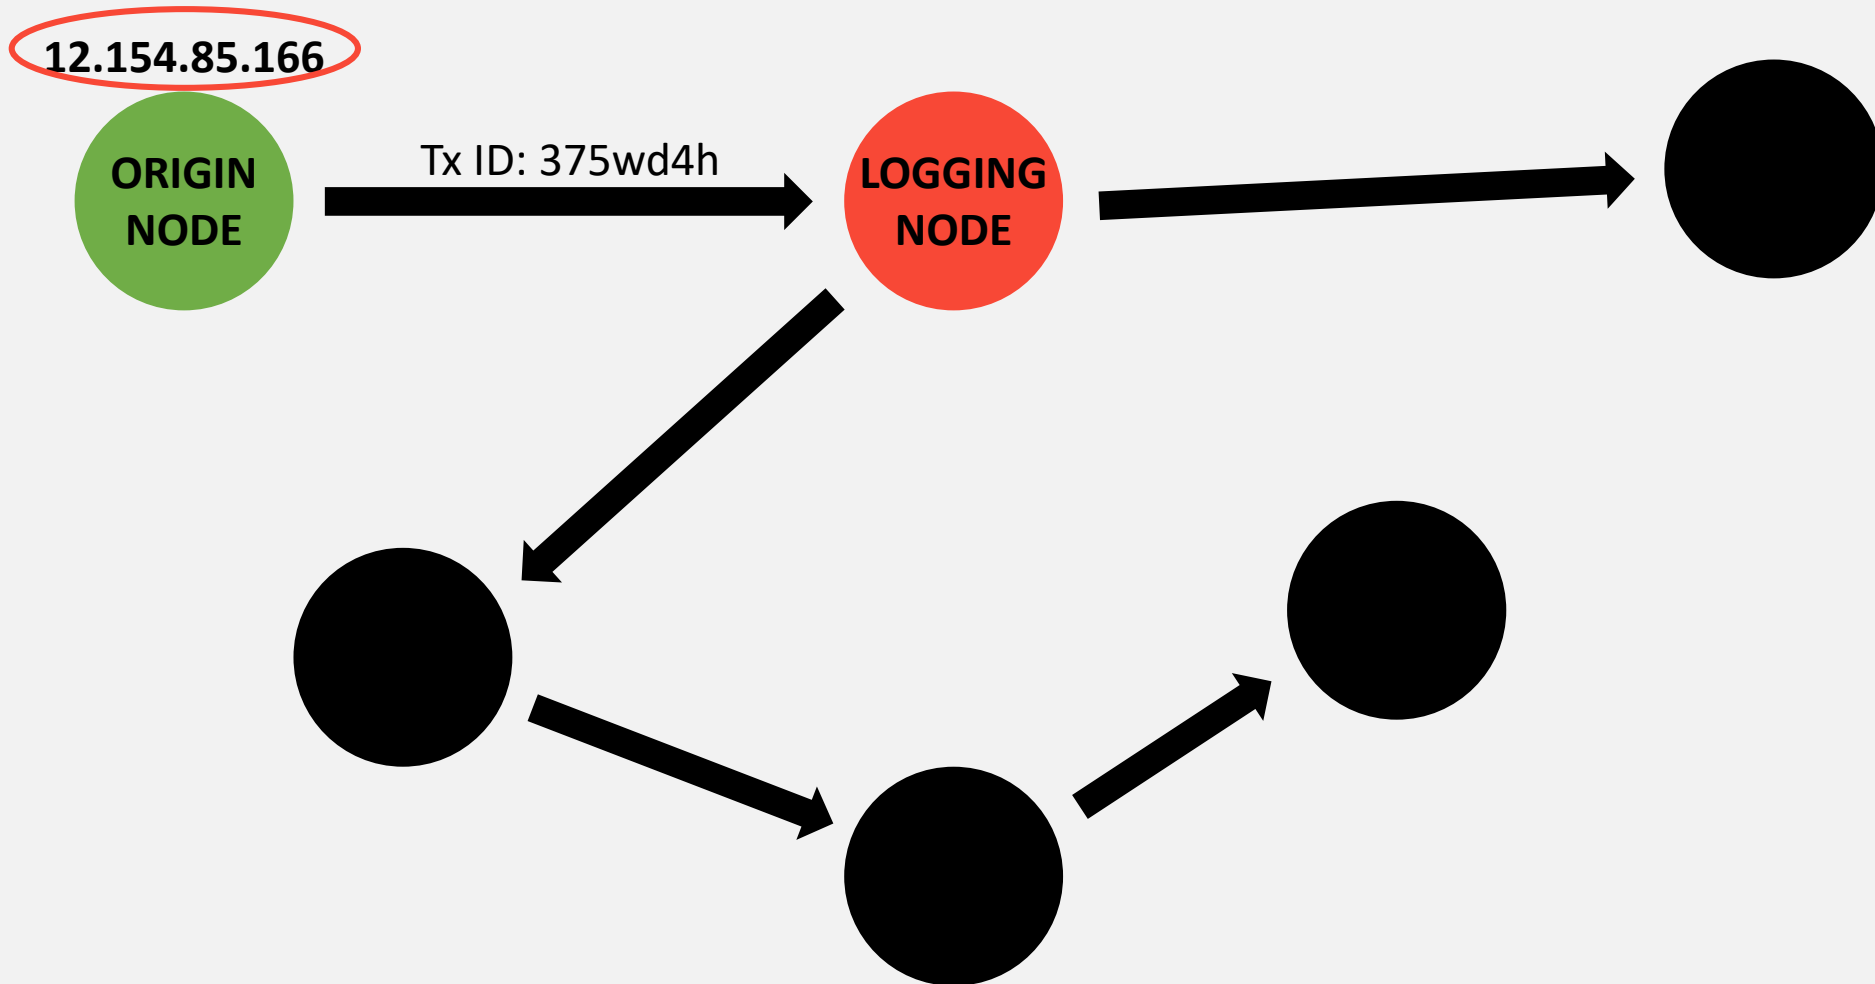 12.154.85.166
ORIGIN
NODE
Tx ID: 375wd4h
LOGGING
NODE